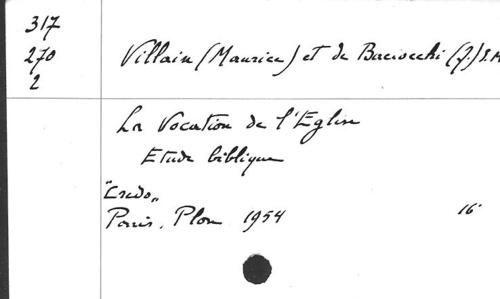 317
270
2
Villain (Maurice) et de Baciocchi (J.) S.M
La Vocation de l'Eglise
Etude biblique
"Credo"
Paris, Plon 1954 16°